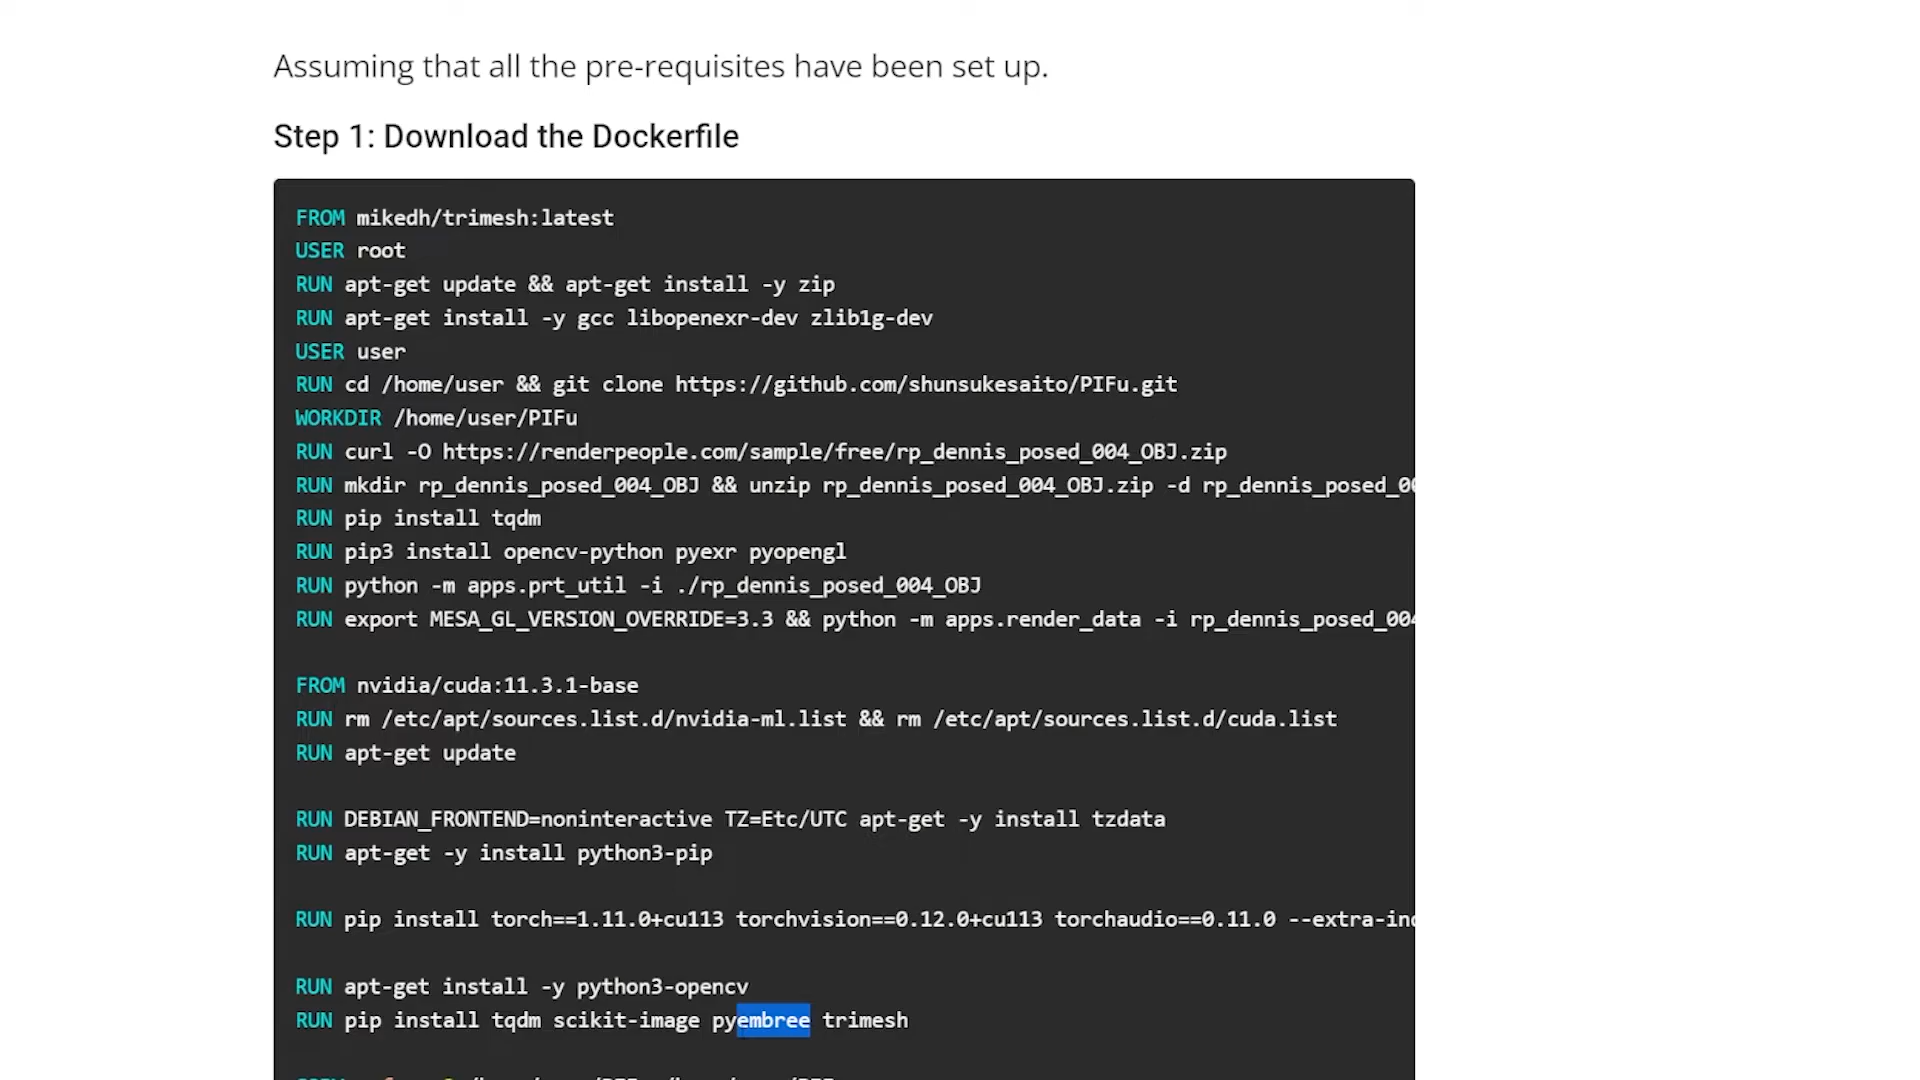 Assuming that all the pre-requisites have been set up.
Step 1: Download the Dockerfile
FROM mikedh/trimesh:latest
USER root
RUN apt-get update && apt-get install -y zip
RUN apt-get install -y gcc libopenexr-dev zlib1g-dev
USER user
RUN cd /home/user && git clone https://github.com/shunsukesaito/PIFu.git
WORKDIR /home/user/PIFu
RUN curl -O https://renderpeople.com/sample/free/rp_dennis_posed_004_OBJ.zip
RUN mkdir rp_dennis_posed_004_OBJ && unzip rp_dennis_posed_004_OBJ.zip -d rp_dennis_posed_00
RUN pip install tqdm
RUN pip3 install opencv-python pyexr pyopengl
RUN python -m apps.prt_util -i ./rp_dennis_posed_004_OBJ
RUN export MESA_GL_VERSION_OVERRIDE=3.3 && python -m apps.render_data -i rp_dennis_posed_004
FROM nvidia/cuda:11.3.1-base
RUN rm /etc/apt/sources.list.d/nvidia-ml.list && rm /etc/apt/sources.list.d/cuda.list
RUN apt-get update
RUN DEBIAN_FRONTEND=noninteractive TZ=Etc/UTC apt-get -y install tzdata
RUN apt-get -y install python3-pip
RUN pip install torch==1.11.0+cu113 torchvision==0.12.0+cu113 torchaudio==0.11.0 --extra-in
RUN apt-get install -y python3-opencv
RUN pip install tqdm scikit-image pyembree trimesh